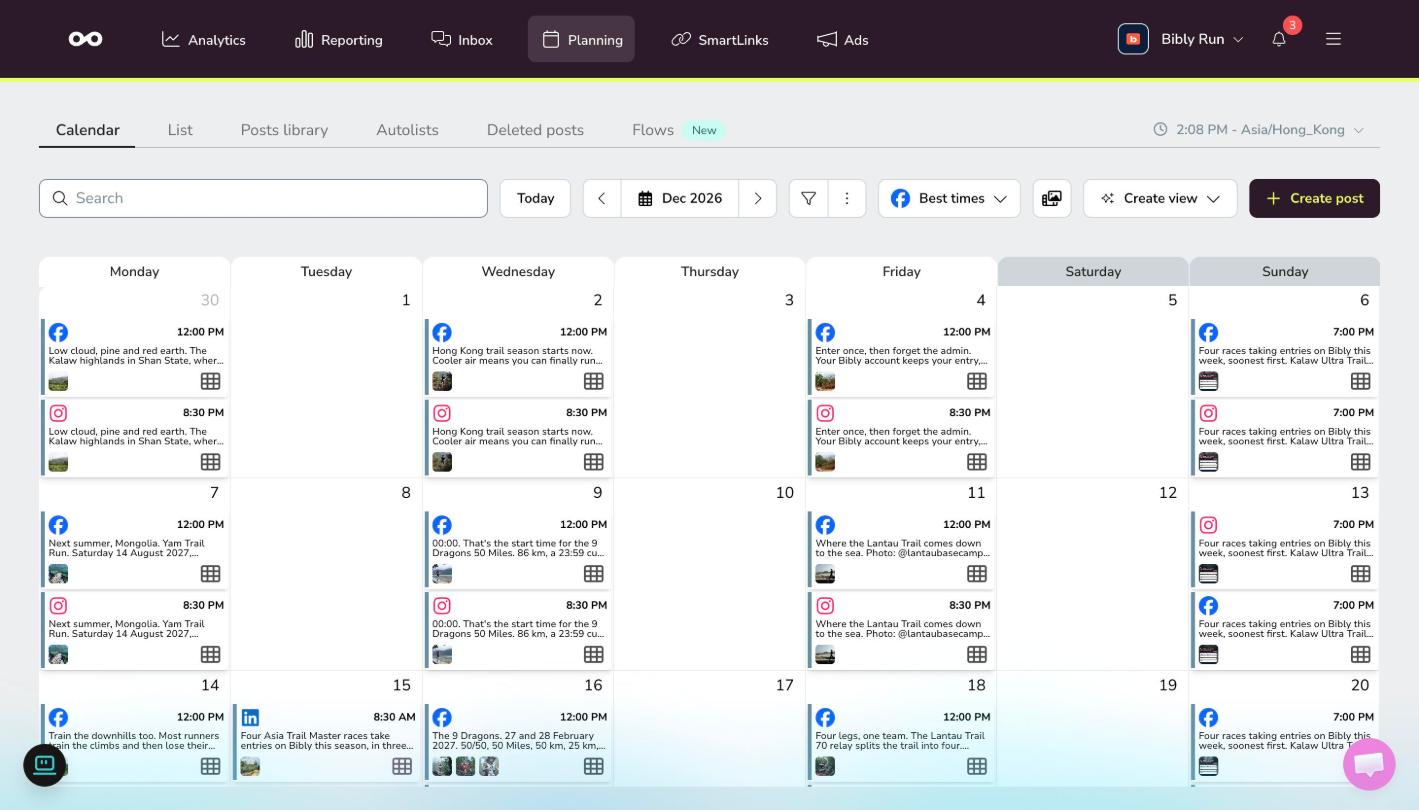 Analytics
Reporting
Inbox
Planning
SmartLinks
Ads
Bibly Run
3
Calendar
List
Posts library
Autolists
Deleted posts
Flows
New
2:08 PM - Asia/Hong_Kong
Search
Today
Dec 2026
Best times
Create view
Create post
Monday
Tuesday
Wednesday
Thursday
Friday
Saturday
Sunday
30
1
2
3
4
5
6
12:00 PM
Low cloud, pine and red earth. The
Kalaw highlands in Shan State, wher...
12:00 PM
Hong Kong trail season starts now.
Cooler air means you can finally run...
12:00 PM
Enter once, then forget the admin.
Your Bibly account keeps your entry,...
7:00 PM
Four races taking entries on Bibly this
week, soonest first. Kalaw Ultra Trail...
8:30 PM
Low cloud, pine and red earth. The
Kalaw highlands in Shan State, wher...
8:30 PM
Hong Kong trail season starts now.
Cooler air means you can finally run...
8:30 PM
Enter once, then forget the admin.
Your Bibly account keeps your entry,...
7:00 PM
Four races taking entries on Bibly this
week, soonest first. Kalaw Ultra Trail...
7
8
9
10
11
12
13
12:00 PM
Next summer, Mongolia. Yam Trail
Run. Saturday 14 August 2027,...
12:00 PM
00:00. That's the start time for the 9
Dragons 50 Miles. 86 km, a 23:59 cu...
12:00 PM
Where the Lantau Trail comes down
to the sea. Photo: @lantaubasecamp...
7:00 PM
Four races taking entries on Bibly this
week, soonest first. Kalaw Ultra Trail...
8:30 PM
Next summer, Mongolia. Yam Trail
Run. Saturday 14 August 2027,...
8:30 PM
00:00. That's the start time for the 9
Dragons 50 Miles. 86 km, a 23:59 cu...
8:30 PM
Where the Lantau Trail comes down
to the sea. Photo: @lantaubasecamp...
7:00 PM
Four races taking entries on Bibly this
week, soonest first. Kalaw Ultra Trail...
14
15
16
17
18
19
20
12:00 PM
Train the downhills too. Most runners
train the climbs and then lose their...
8:30 AM
Four Asia Trail Master races take
entries on Bibly this season, in three...
12:00 PM
The 9 Dragons. 27 and 28 February
2027. 50/50, 50 Miles, 50 km, 25 km,...
12:00 PM
Four legs, one team. The Lantau Trail
70 relay splits the trail into four....
7:00 PM
Four races taking entries on Bibly this
week, soonest first. Kalaw Ultra Trail...